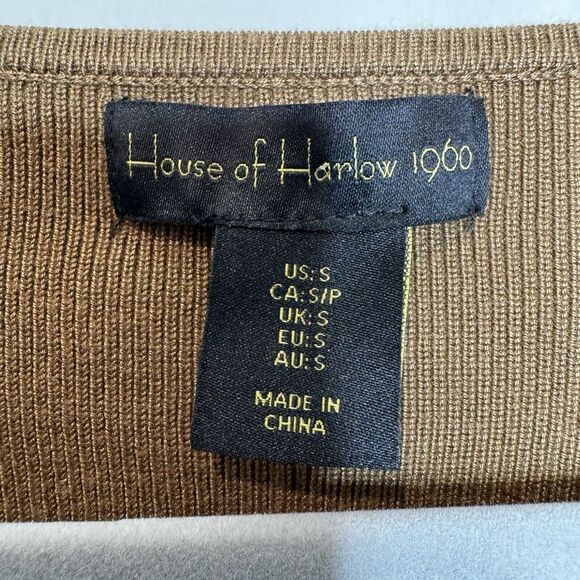 House of Harlow 1960
US: S
CA: S/P
UK: S
EU: S
AU: S
MADE IN
CHINA